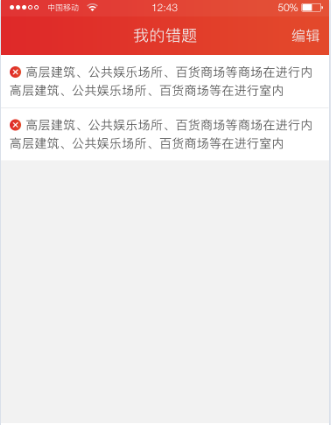 中国移动 12:43 50%
我的错题 编辑
高层建筑、公共娱乐场所、百货商场等商场在进行内
高层建筑、公共娱乐场所、百货商场等在进行室内
高层建筑、公共娱乐场所、百货商场等商场在进行内
高层建筑、公共娱乐场所、百货商场等在进行室内